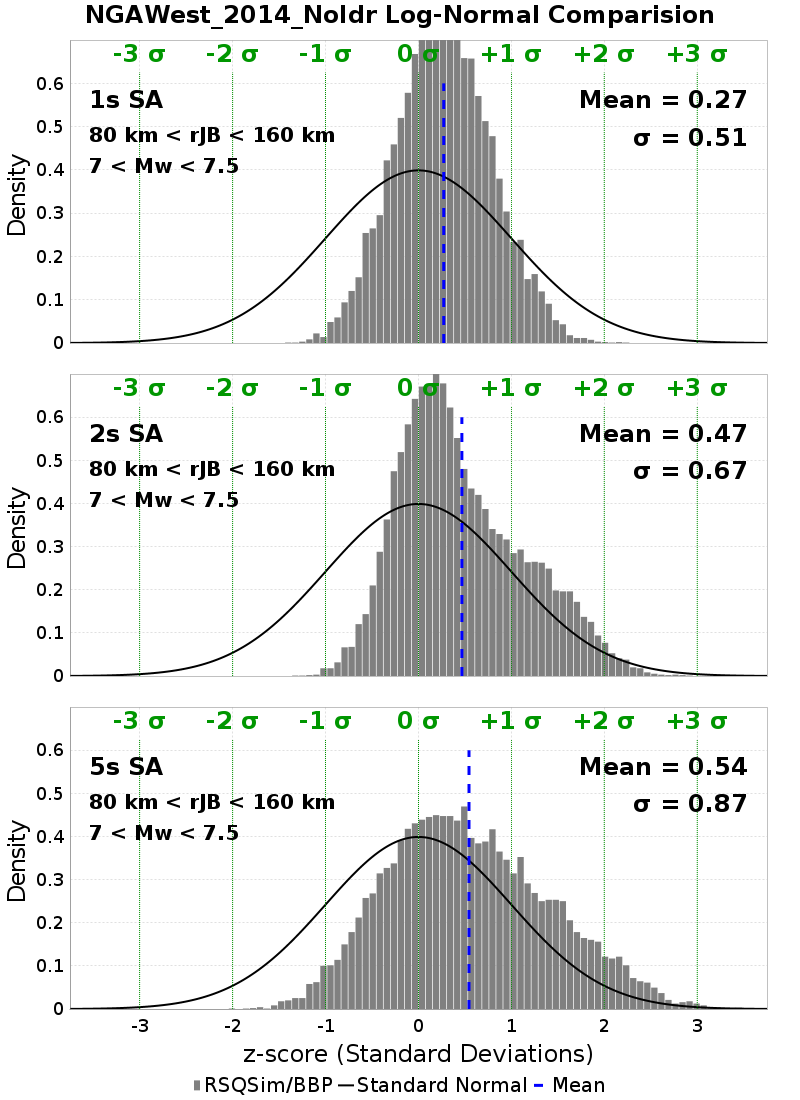 NGAWest_2014_NoIdr Log-Normal Comparision
-3 σ -2 σ -1 σ 0 σ +1 σ +2 σ +3 σ
1s SA
Mean = 0.27
80 km < rJB < 160 km
σ = 0.51
7 < Mw < 7.5
Density
0.6
0.5
0.4
0.3
0.2
0.1
0
-3 σ -2 σ -1 σ 0 σ +1 σ +2 σ +3 σ
2s SA
Mean = 0.47
80 km < rJB < 160 km
σ = 0.67
7 < Mw < 7.5
Density
0.6
0.5
0.4
0.3
0.2
0.1
0
-3 σ -2 σ -1 σ 0 σ +1 σ +2 σ +3 σ
5s SA
Mean = 0.54
80 km < rJB < 160 km
σ = 0.87
7 < Mw < 7.5
Density
0.6
0.5
0.4
0.3
0.2
0.1
0
-3 -2 -1 0 1 2 3
z-score (Standard Deviations)
RSQSim/BBP Standard Normal Mean